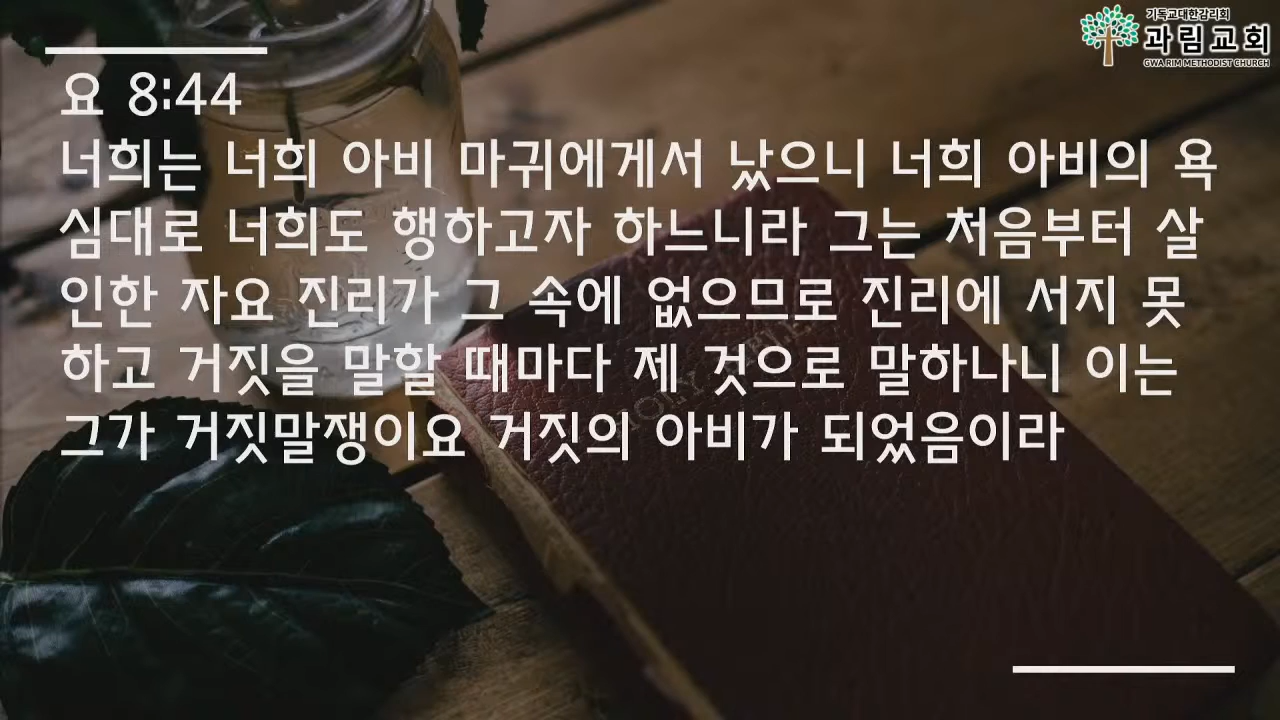 기독교대한감리회
과림교회
GWA RIM METHODIST CHURCH
요 8:44
너희는 너희 아비 마귀에게서 났으니 너희 아비의 욕
심대로 너희도 행하고자 하느니라 그는 처음부터 살
인한 자요 진리가 그 속에 없으므로 진리에 서지 못
하고 거짓을 말할 때마다 제 것으로 말하나니 이는
그가 거짓말쟁이요 거짓의 아비가 되었음이라
HOLY BIBLE